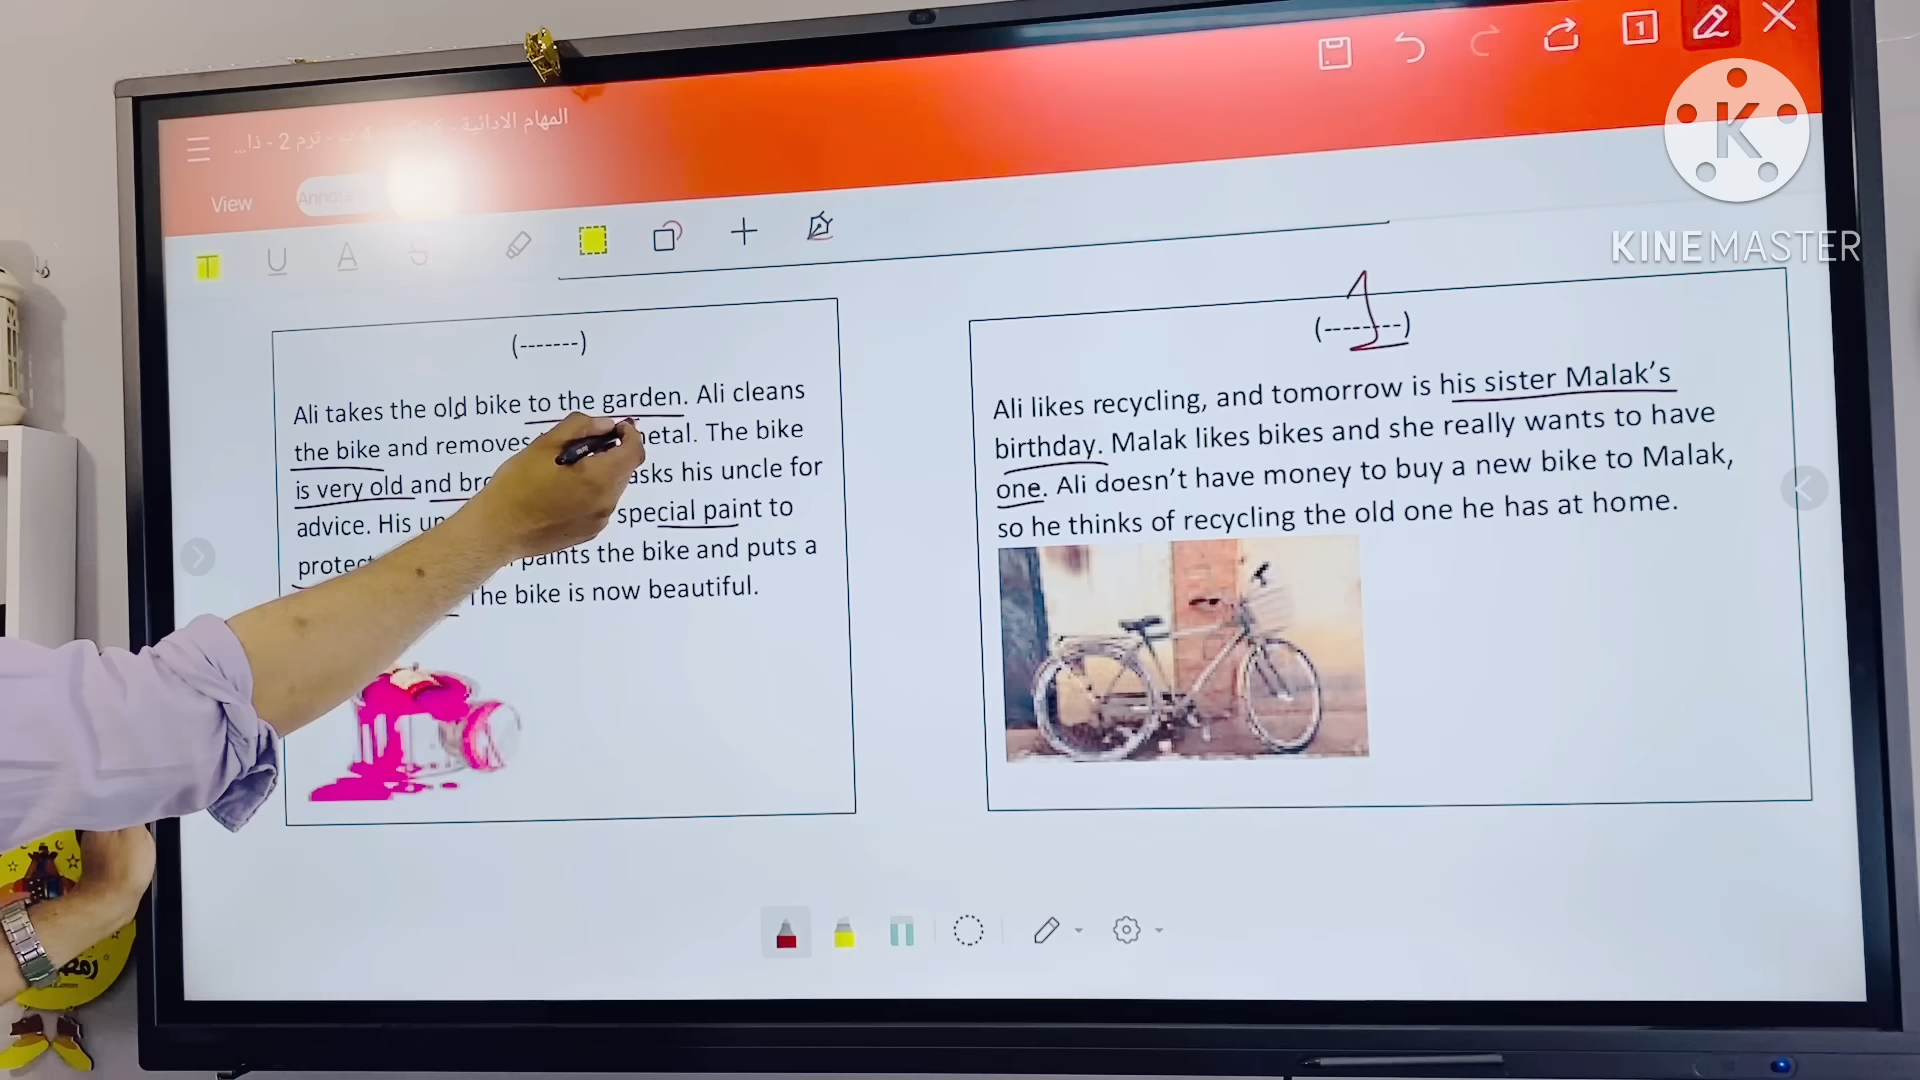 المهام الادائية
ترم 2 - ذا...
View
1
K
KINEMASTER
T U A
(-------)
Ali takes the old bike to the garden. Ali cleans
the bike and removes metal. The bike
is very old and asks his uncle for
advice. His special paint to
paints the bike and puts a
The bike is now beautiful.
1
(--------)
Ali likes recycling, and tomorrow is his sister Malak's
birthday. Malak likes bikes and she really wants to have
one. Ali doesn't have money to buy a new bike to Malak,
so he thinks of recycling the old one he has at home.